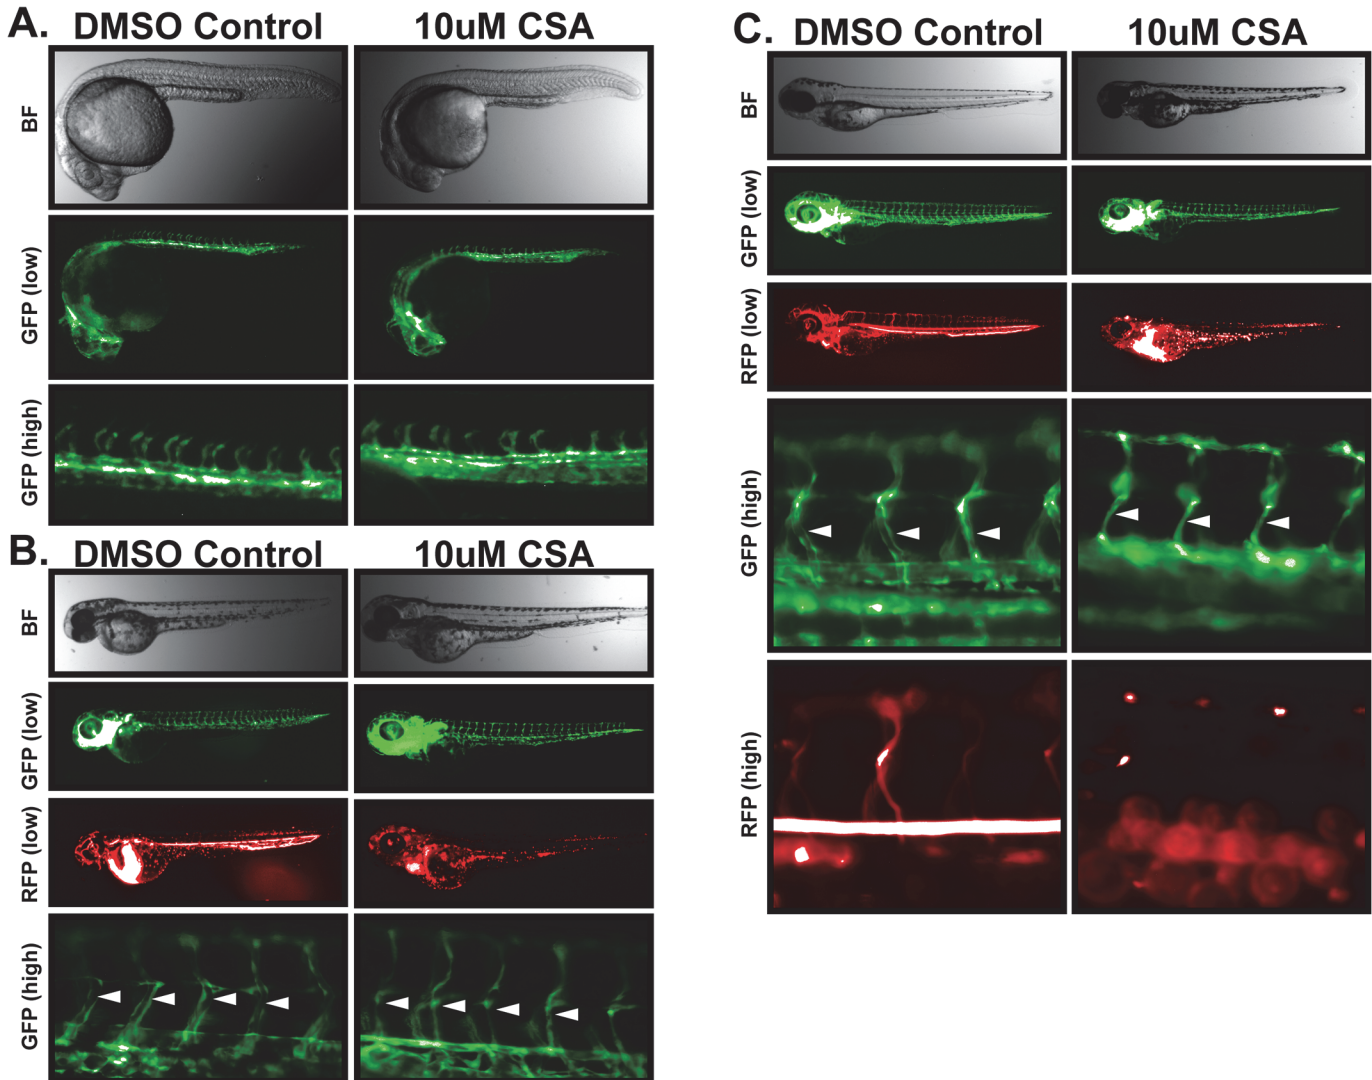 A. DMSO Control 10uM CSA
BF
GFP (low)
GFP (high)
B. DMSO Control 10uM CSA
BF
GFP (low)
RFP (low)
GFP (high)
C. DMSO Control 10uM CSA
BF
GFP (low)
RFP (low)
GFP (high)
RFP (high)